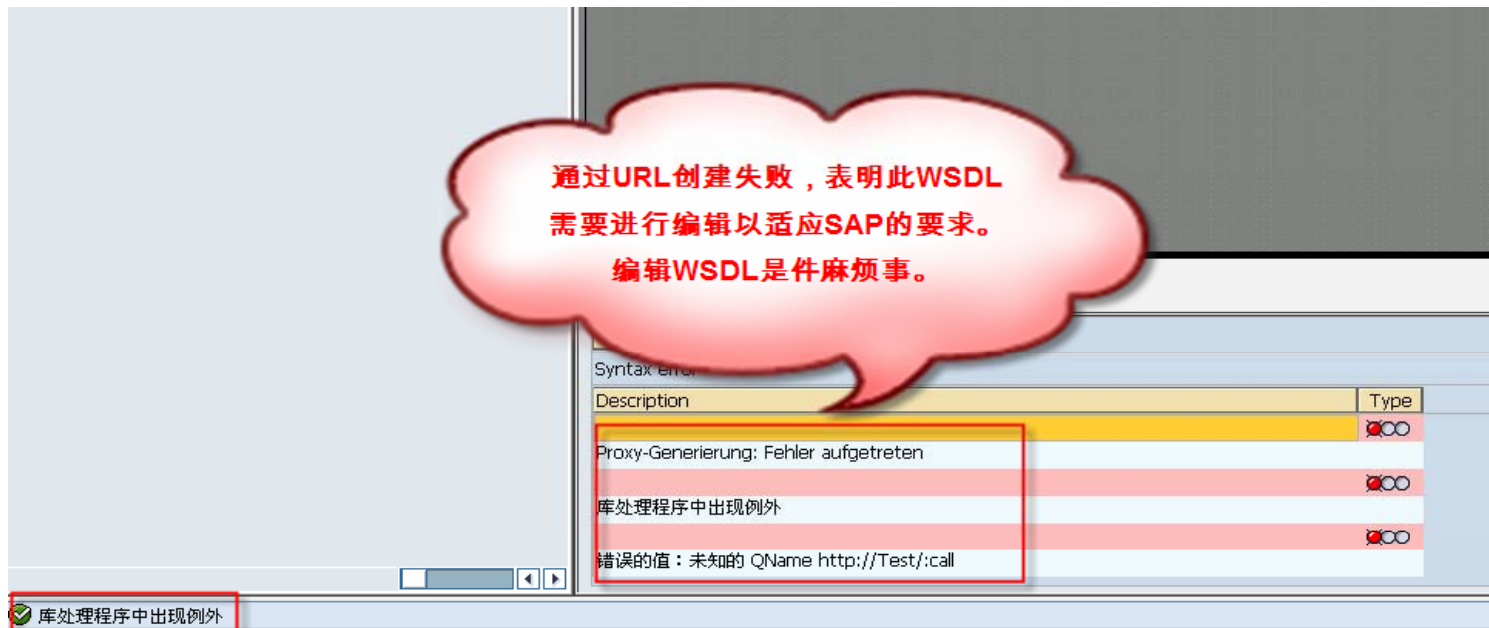 通过URL创建失败，表明此WSDL
需要进行编辑以适应SAP的要求。
编辑WSDL是件麻烦事。
Syntax error
Description Type
Proxy-Generierung: Fehler aufgetreten
库处理程序中出现例外
错误的值：未知的 QName http://Test/:call
库处理程序中出现例外